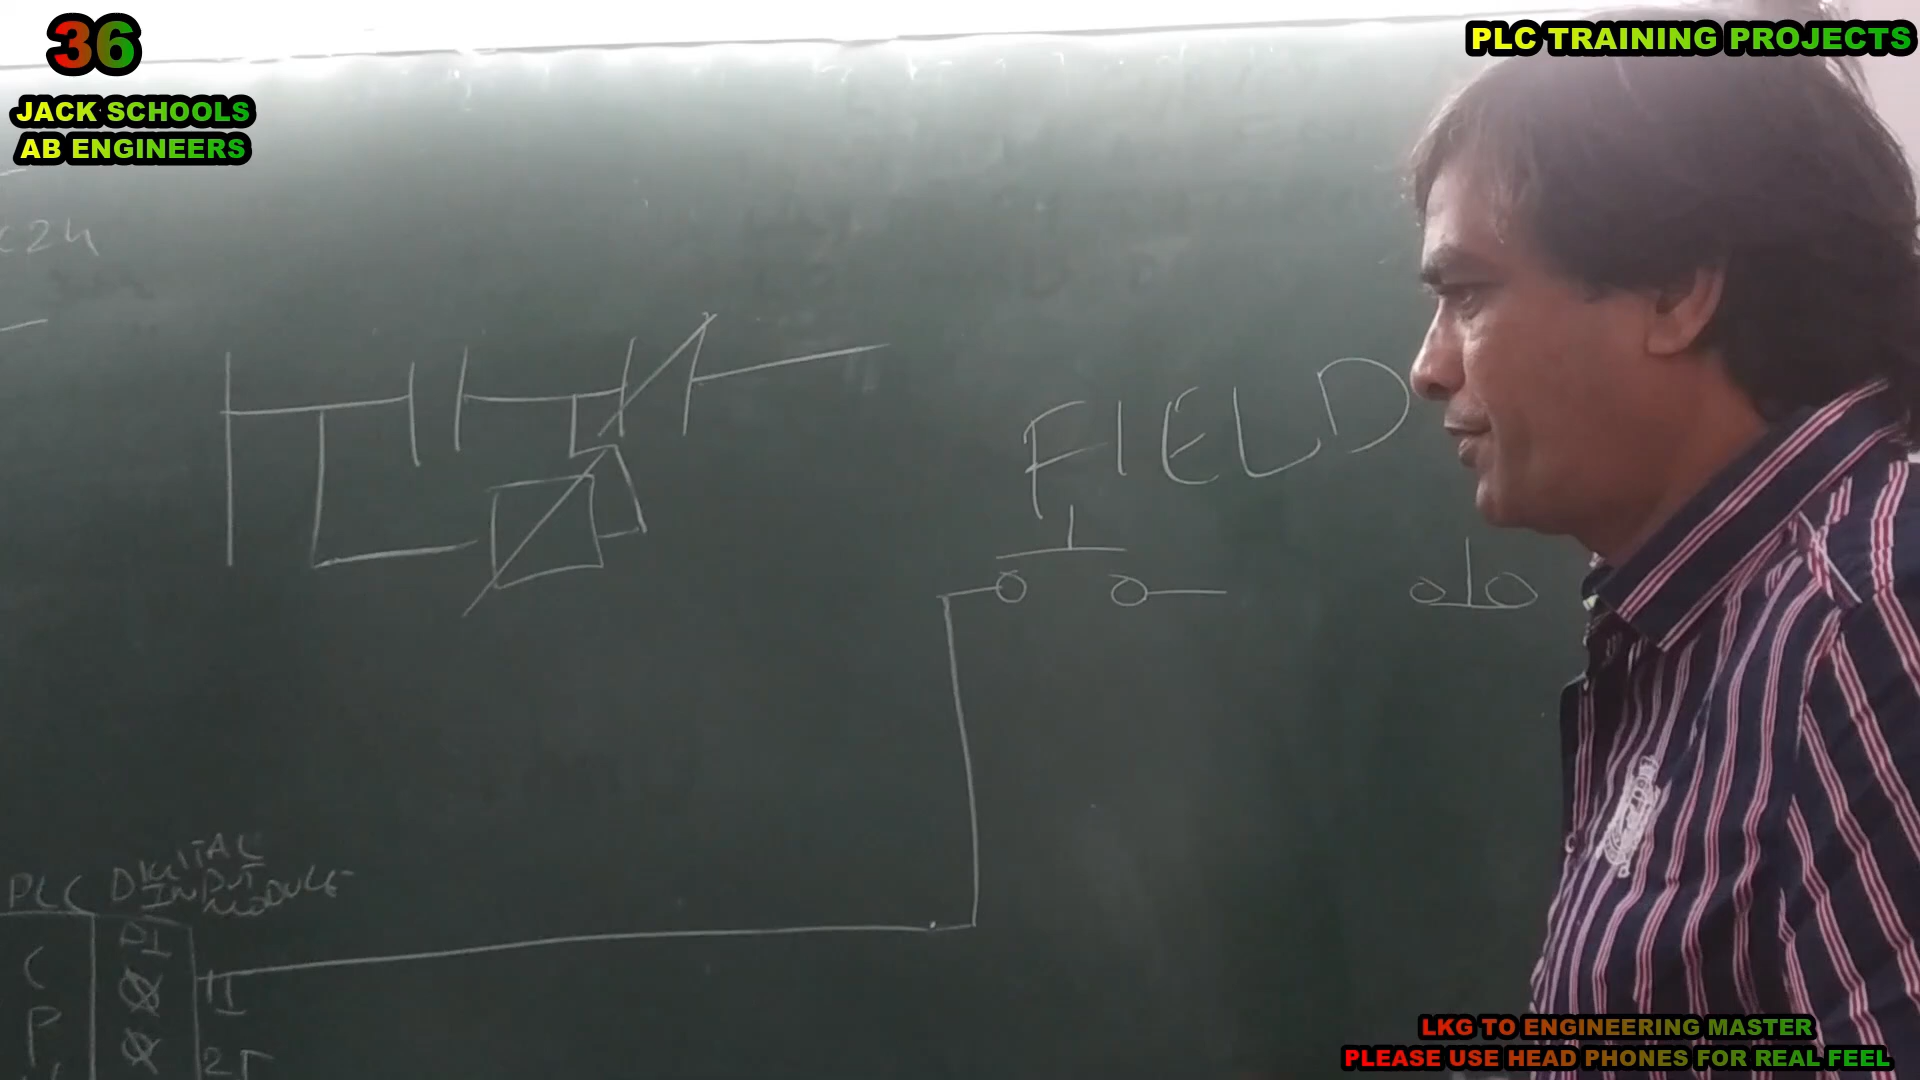 36
PLC TRAINING PROJECTS
JACK SCHOOLS
AB ENGINEERS
FIELD
PLC DIGITAL
INPUT
MODULE
DI
C
P
LKG TO ENGINEERING MASTER
PLEASE USE HEAD PHONES FOR REAL FEEL